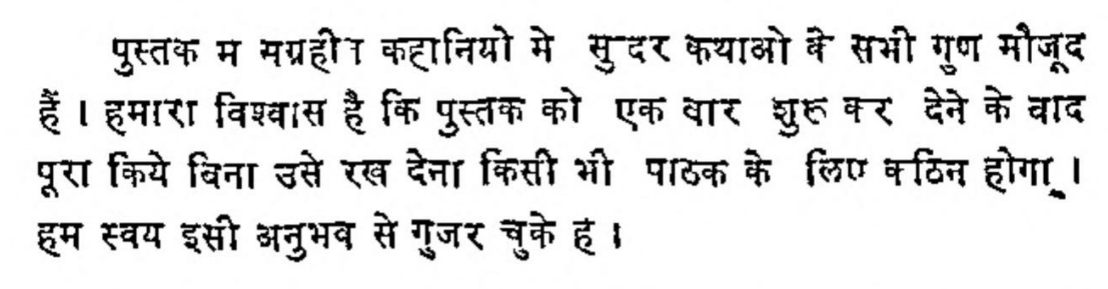 पुस्तक म मग्रहीत कहानियो मे सुन्दर कथाओ के सभी गुण मौजूद
हैं । हमारा विश्वास है कि पुस्तक को एक वार शुरू कर देने के वाद
पूरा किये विना उसे रख देना किसी भी पाठक के लिए कठिन होगा ।
हम स्वय इसी अनुभव से गुजर चुके हं ।